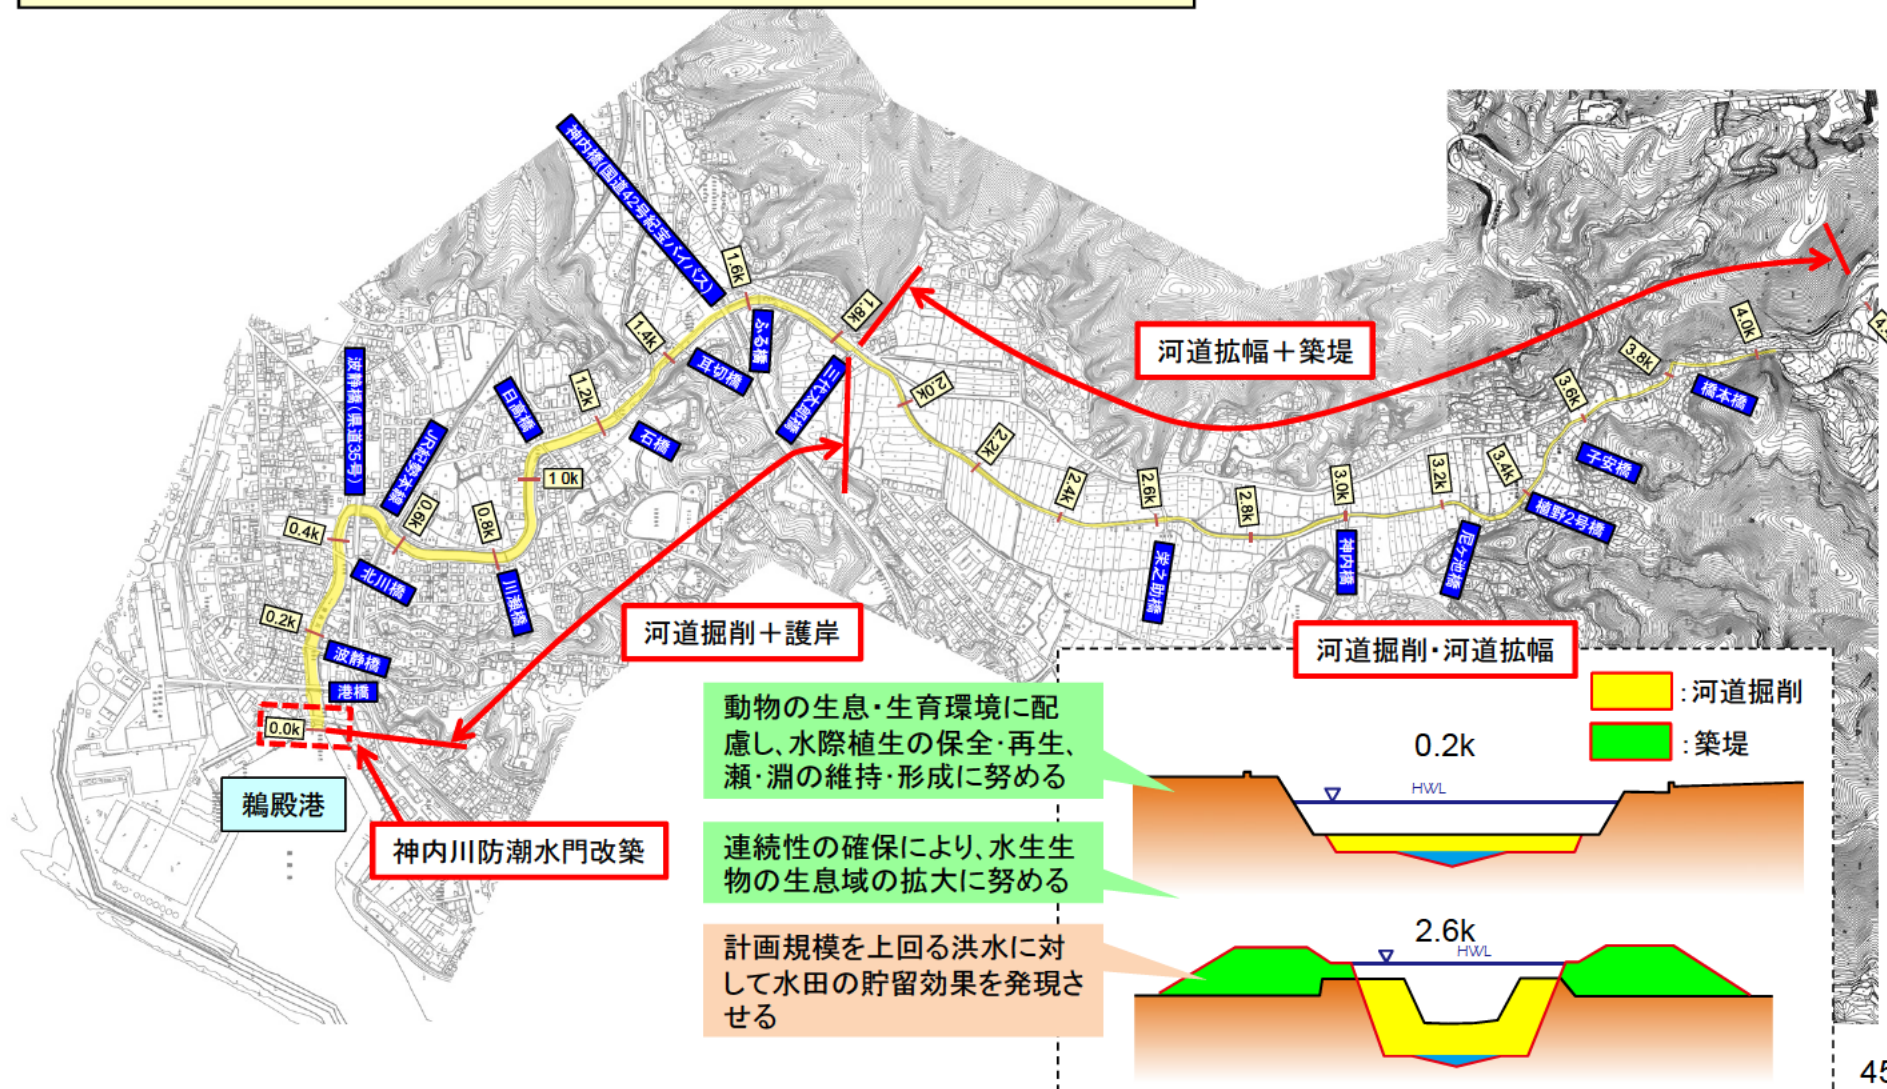 神内橋(国道42号紀宝バイパス)
1.6k
1.8k
ふる橋
1.4k
耳切橋
三代太郎橋
河道拡幅＋築堤
4.0k
3.8k
橋本橋
3.6k
波静橋(県道35号)
JR紀勢本線
日高橋
1.2k
石橋
2.0k
2.2k
2.4k
2.6k
2.8k
3.0k
3.2k
3.4k
子安橋
植野2号橋
尼ケ池橋
神内橋
栄之助橋
0.4k
0.6k
0.8k
1 0k
北川橋
川瀬橋
0.2k
波静橋
港橋
0.0k
河道掘削＋護岸
鵜殿港
神内川防潮水門改築
動物の生息・生育環境に配
慮し、水際植生の保全・再生、
瀬・淵の維持・形成に努める
連続性の確保により、水生生
物の生息域の拡大に努める
計画規模を上回る洪水に対
して水田の貯留効果を発現さ
せる
河道掘削・河道拡幅
：河道掘削
：築堤
0.2k
HWL
2.6k
HWL
45